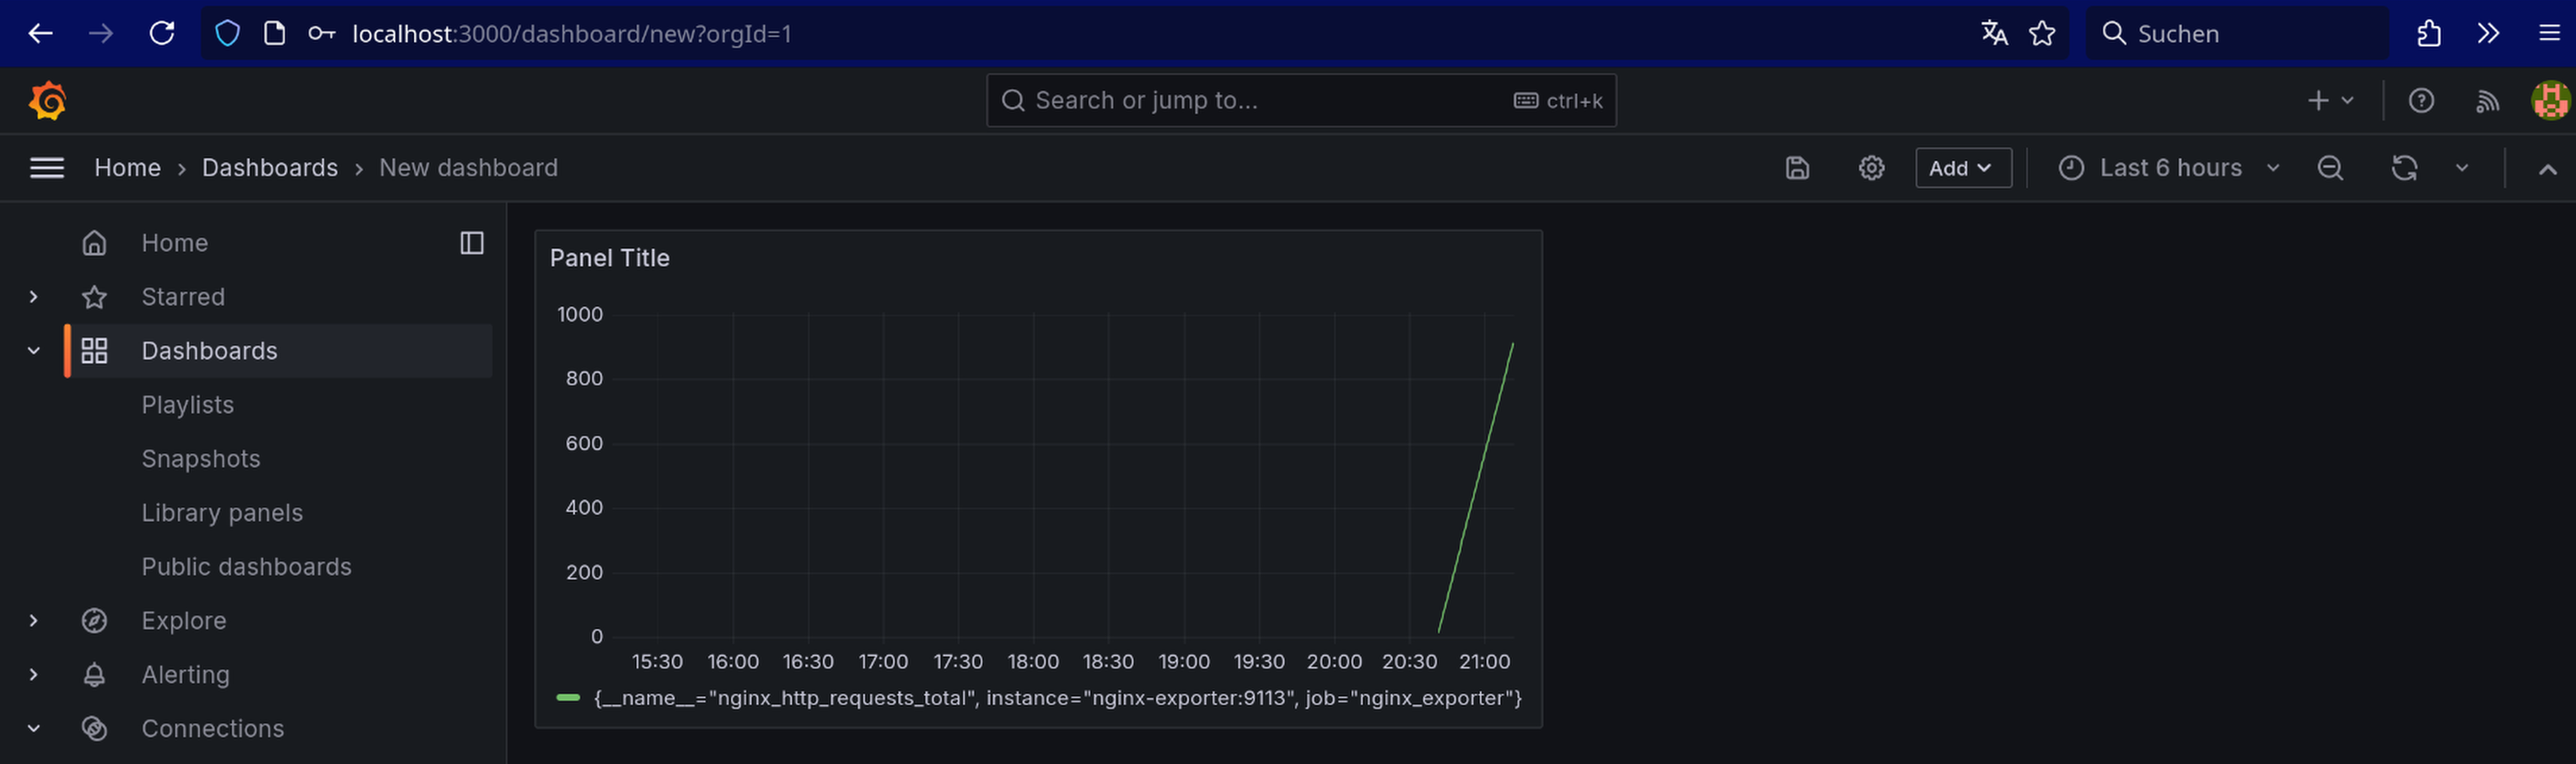 localhost:3000/dashboard/new?orgId=1
Suchen
Search or jump to...
ctrl+k
Home › Dashboards › New dashboard
Add
Last 6 hours
Home
Starred
Dashboards
Playlists
Snapshots
Library panels
Public dashboards
Explore
Alerting
Connections
Panel Title
1000
800
600
400
200
0
15:30 16:00 16:30 17:00 17:30 18:00 18:30 19:00 19:30 20:00 20:30 21:00
{__name__="nginx_http_requests_total", instance="nginx-exporter:9113", job="nginx_exporter"}